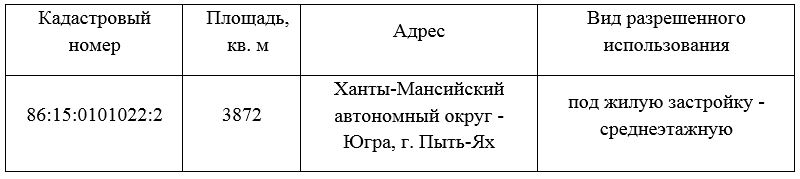 Кадастровый
номер
Площадь,
кв. м
Адрес
Вид разрешенного
использования
86:15:0101022:2
3872
Ханты-Мансийский
автономный округ -
Югра, г. Пыть-Ях
под жилую застройку -
среднеэтажную